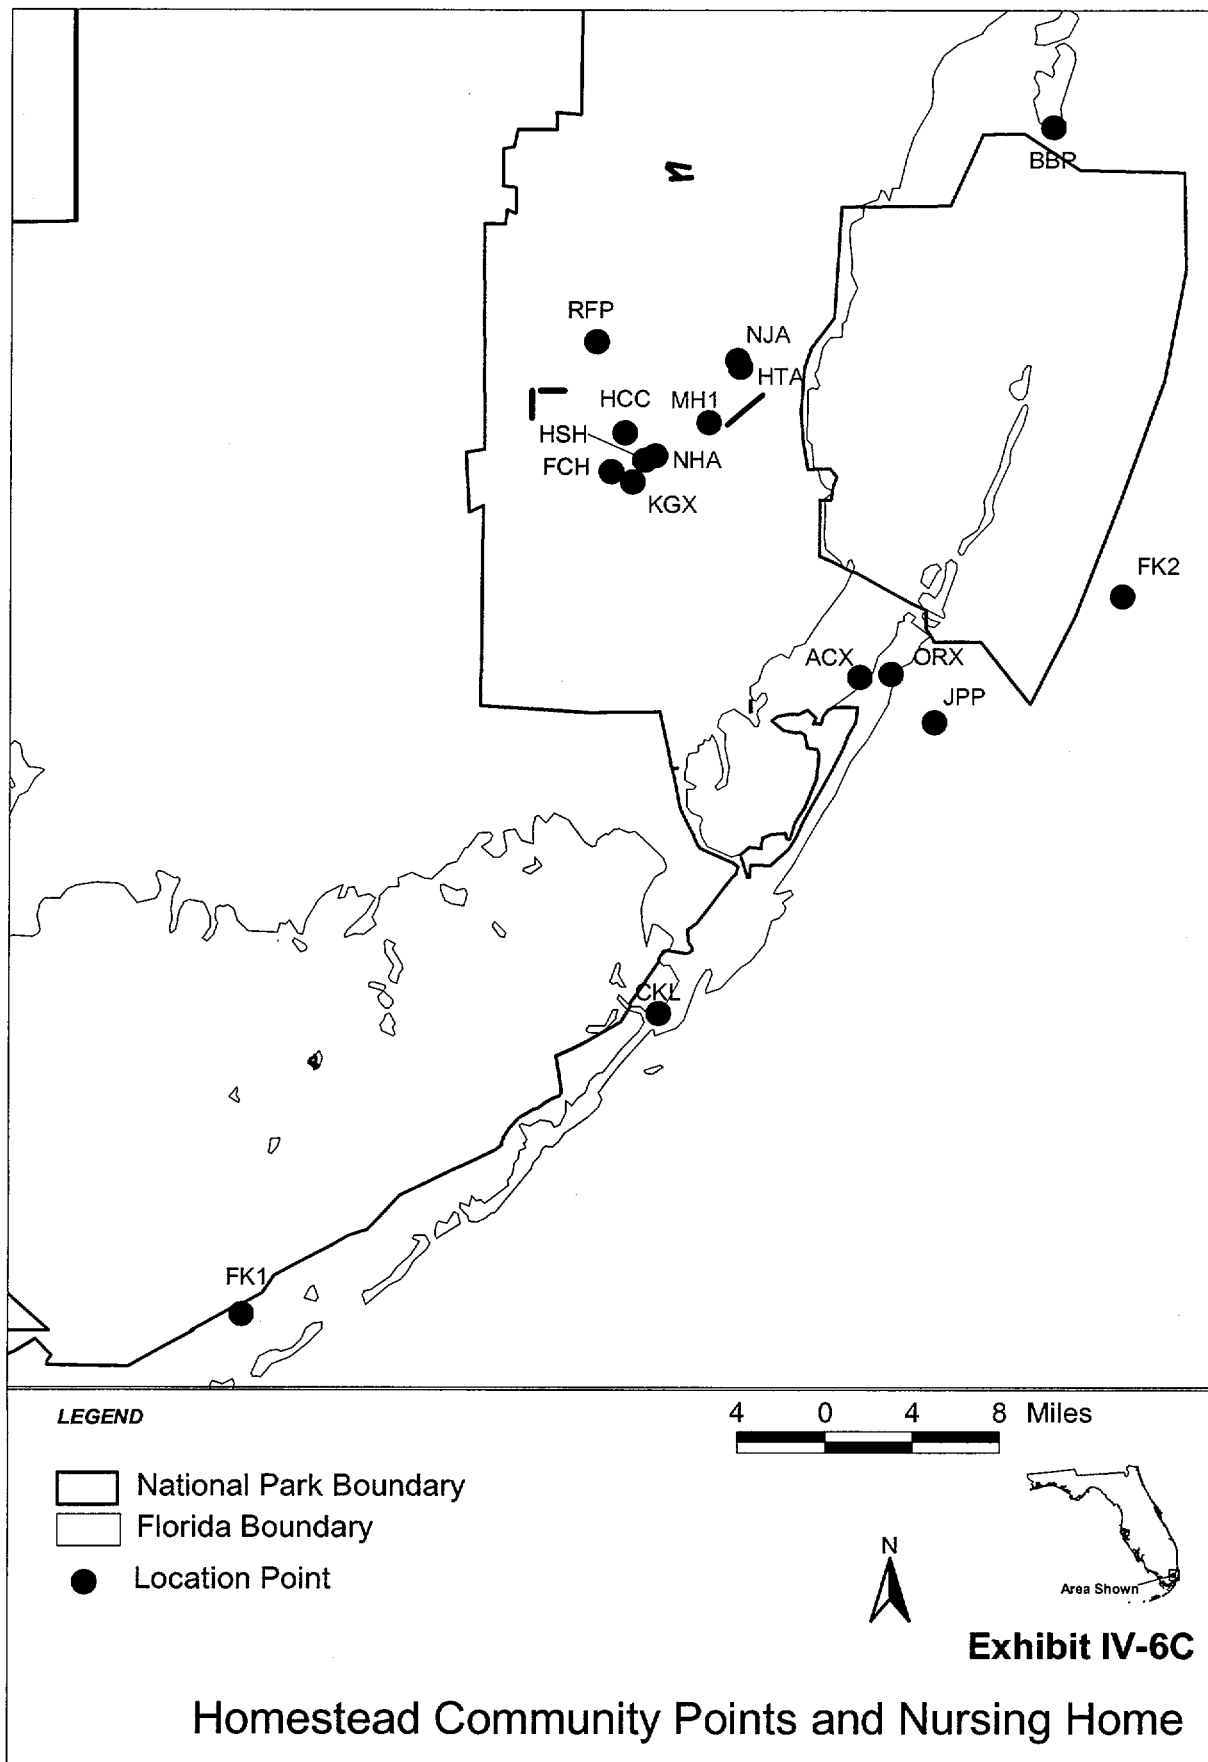 BBP
RFP
NJA
HTA
HCC
MH1
HSH
FCH
NHA
KGX
FK2
ACX
ORX
JPP
CKL
FK1
LEGEND
4 0 4 8 Miles
National Park Boundary
Florida Boundary
Location Point
N
Area Shown
Exhibit IV-6C
Homestead Community Points and Nursing Home